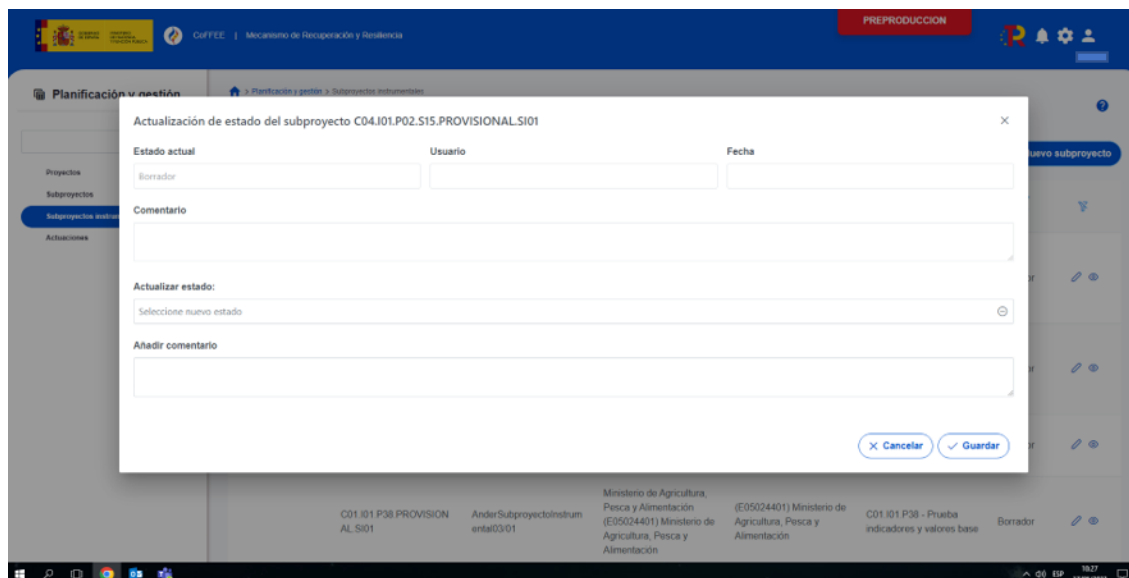 PREPRODUCCION
CoFFEE | Mecanismo de Recuperación y Resiliencia
Planificación y gestión
> Planificación y gestión > Subproyectos instrumentales
Actualización de estado del subproyecto C04.I01.P02.S15.PROVISIONAL.SI01
Estado actual
Usuario
Fecha
Borrador
Comentario
Actualizar estado:
Seleccione nuevo estado
Añadir comentario
Cancelar
Guardar
Proyectos
Subproyectos
Subproyectos instrum
Actuaciones
uevo subproyecto
C01.I01.P38.PROVISION
AL.SI01
AnderSubproyectoInstrum
ental03/01
Ministerio de Agricultura,
Pesca y Alimentación
(E05024401) Ministerio de
Agricultura, Pesca y
Alimentación
(E05024401) Ministerio de
Agricultura, Pesca y
Alimentación
C01.I01.P38 - Prueba
indicadores y valores base
Borrador
ESP
10:27